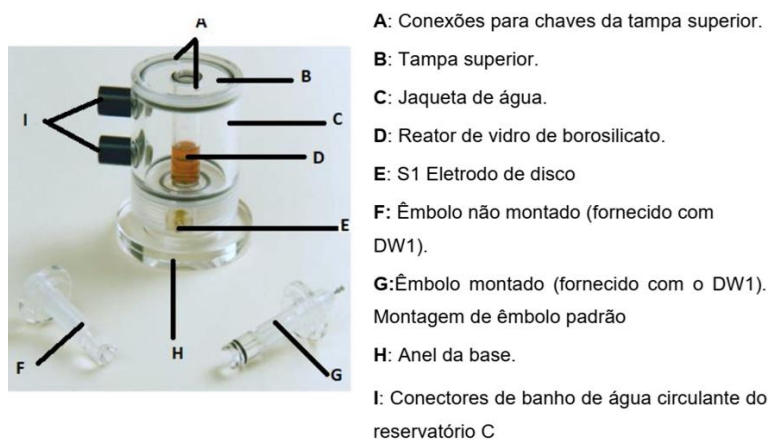 A
B
I
C
D
E
F
H
G
A: Conexões para chaves da tampa superior.
B: Tampa superior.
C: Jaqueta de água.
D: Reator de vidro de borosilicato.
E: S1 Eletrodo de disco
F: Êmbolo não montado (fornecido com
DW1).
G:Êmbolo montado (fornecido com o DW1).
Montagem de êmbolo padrão
H: Anel da base.
I: Conectores de banho de água circulante do
reservatório C